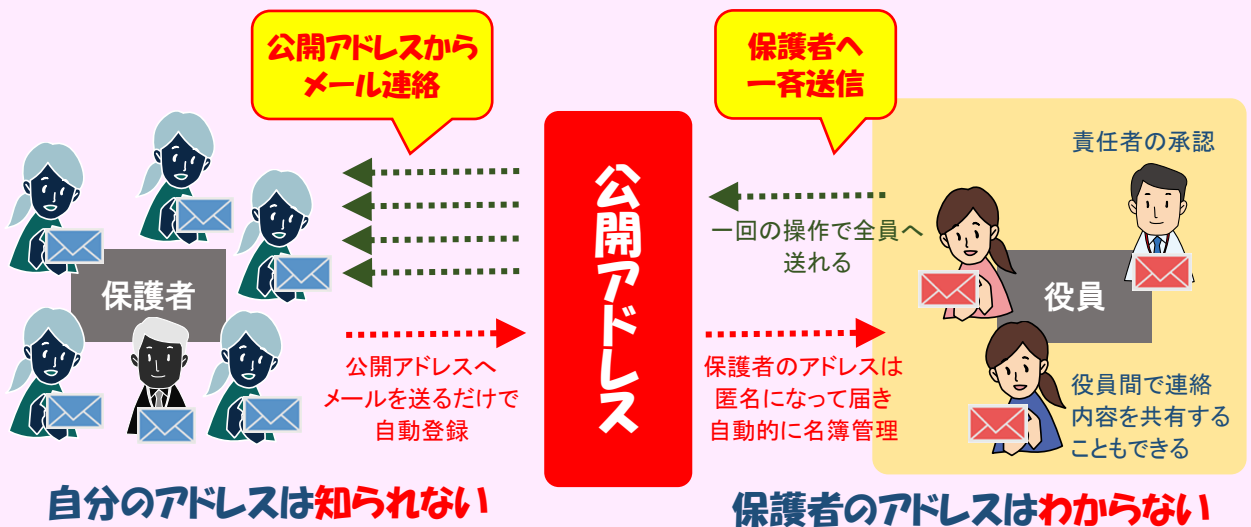 公開アドレスから
メール連絡
保護者へ
一斉送信
責任者の承認
公開アドレス
一回の操作で全員へ
送れる
保護者
役員
公開アドレスへ
メールを送るだけで
自動登録
保護者のアドレスは
匿名になって届き
自動的に名簿管理
役員間で連絡
内容を共有する
こともできる
自分のアドレスは知られない
保護者のアドレスはわからない